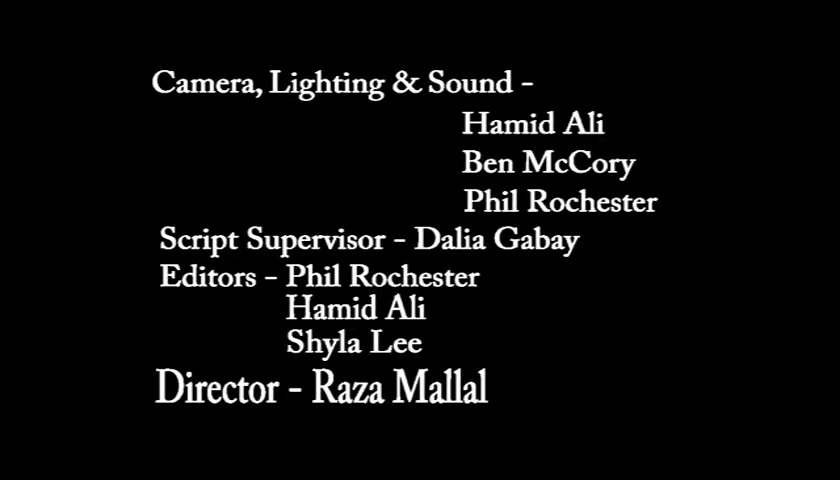 Camera, Lighting & Sound -
Hamid Ali
Ben McCory
Phil Rochester
Script Supervisor - Dalia Gabay
Editors - Phil Rochester
Hamid Ali
Shyla Lee
Director - Raza Mallal